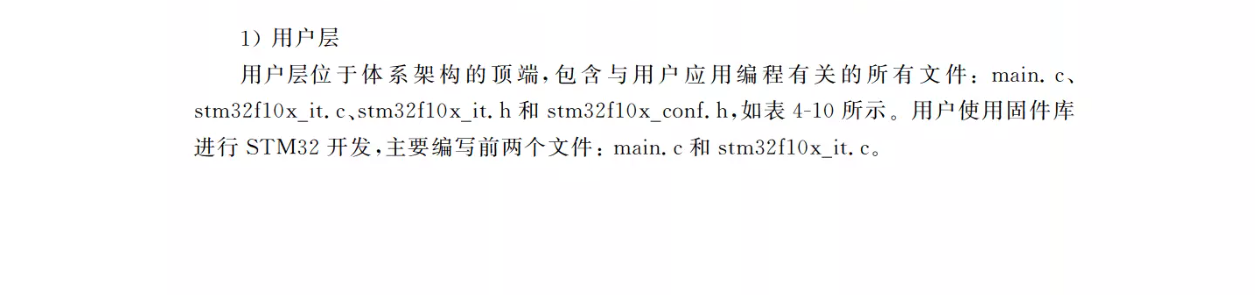 1) 用户层
用户层位于体系架构的顶端,包含与用户应用编程有关的所有文件: main. c、
stm32f10x_it. c、stm32f10x_it. h 和 stm32f10x_conf. h,如表 4-10 所示。用户使用固件库
进行 STM32 开发,主要编写前两个文件: main. c 和 stm32f10x_it. c。